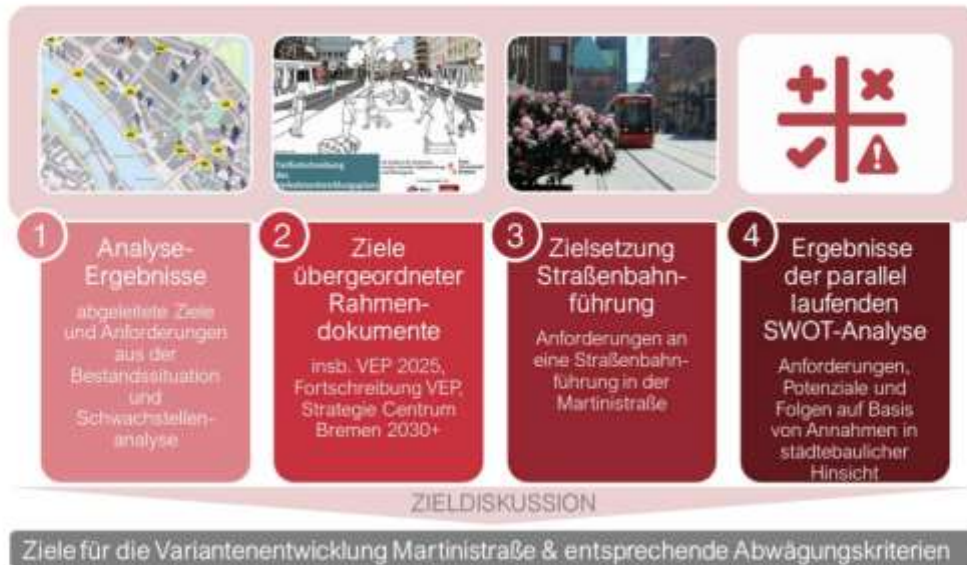 1
Analyse-
Ergebnisse
abgeleitete Ziele
und Anforderungen
aus der
Bestandssituation
und
Schwachstellen-
analyse
2
Ziele
übergeordneter
Rahmen-
dokumente
insb. VEP 2025,
Fortschreibung VEP,
Strategie Centrum
Bremen 2030+
3
Zielsetzung
Straßenbahn-
führung
Anforderungen an
eine Straßenbahn-
führung in der
Martinistraße
4
Ergebnisse
der parallel
laufenden
SWOT-Analyse
Anforderungen,
Potenziale und
Folgen auf Basis
von Annahmen in
städtebaulicher
Hinsicht
ZIELDISKUSSION
Ziele für die Variantenentwicklung Martinistraße & entsprechende Abwägungskriterien